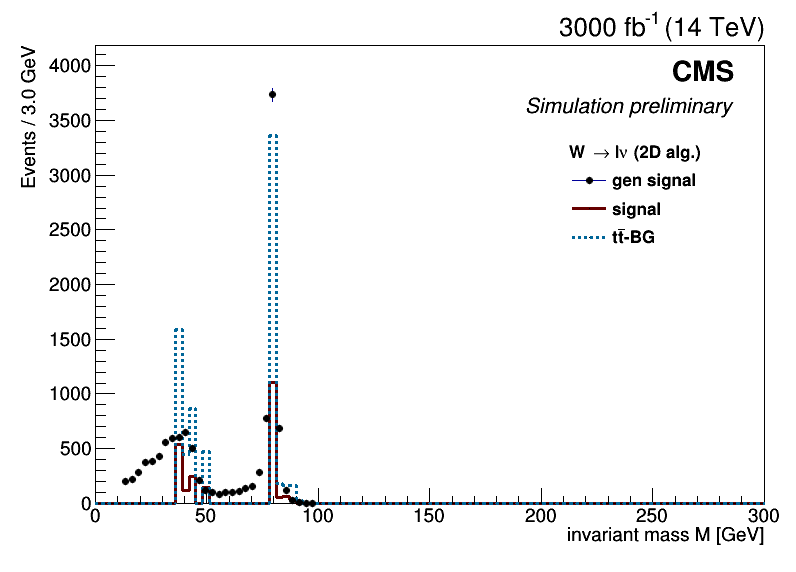 3000 fb⁻¹ (14 TeV)
CMS
Simulation preliminary
W → lν (2D alg.)
gen signal
signal
tt̄-BG
Events / 3.0 GeV
4000
3500
3000
2500
2000
1500
1000
500
0
0 50 100 150 200 250 300
invariant mass M [GeV]